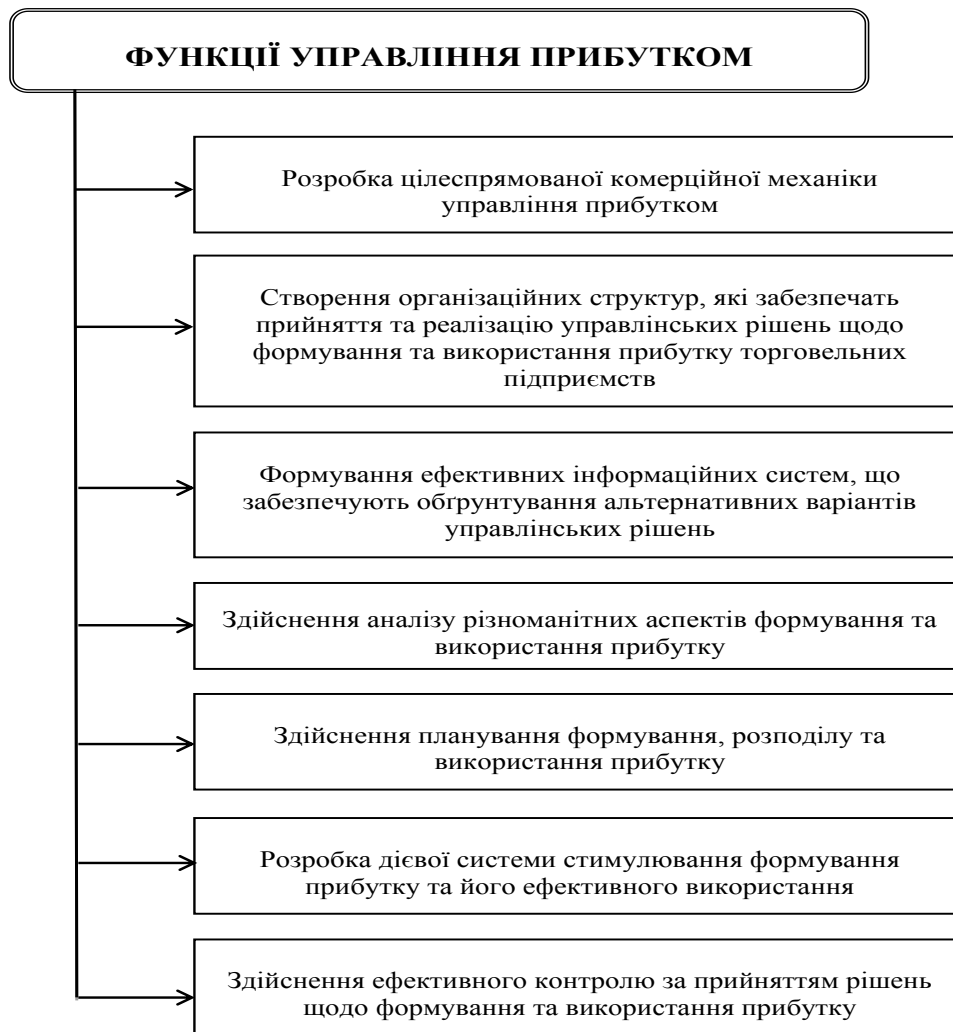 ФУНКЦІЇ УПРАВЛІННЯ ПРИБУТКОМ
Розробка цілеспрямованої комерційної механіки
управління прибутком
Створення організаційних структур, які забезпечать
прийняття та реалізацію управлінських рішень щодо
формування та використання прибутку торговельних
підприємств
Формування ефективних інформаційних систем, що
забезпечують обґрунтування альтернативних варіантів
управлінських рішень
Здійснення аналізу різноманітних аспектів формування та
використання прибутку
Здійснення планування формування, розподілу та
використання прибутку
Розробка дієвої системи стимулювання формування
прибутку та його ефективного використання
Здійснення ефективного контролю за прийняттям рішень
щодо формування та використання прибутку